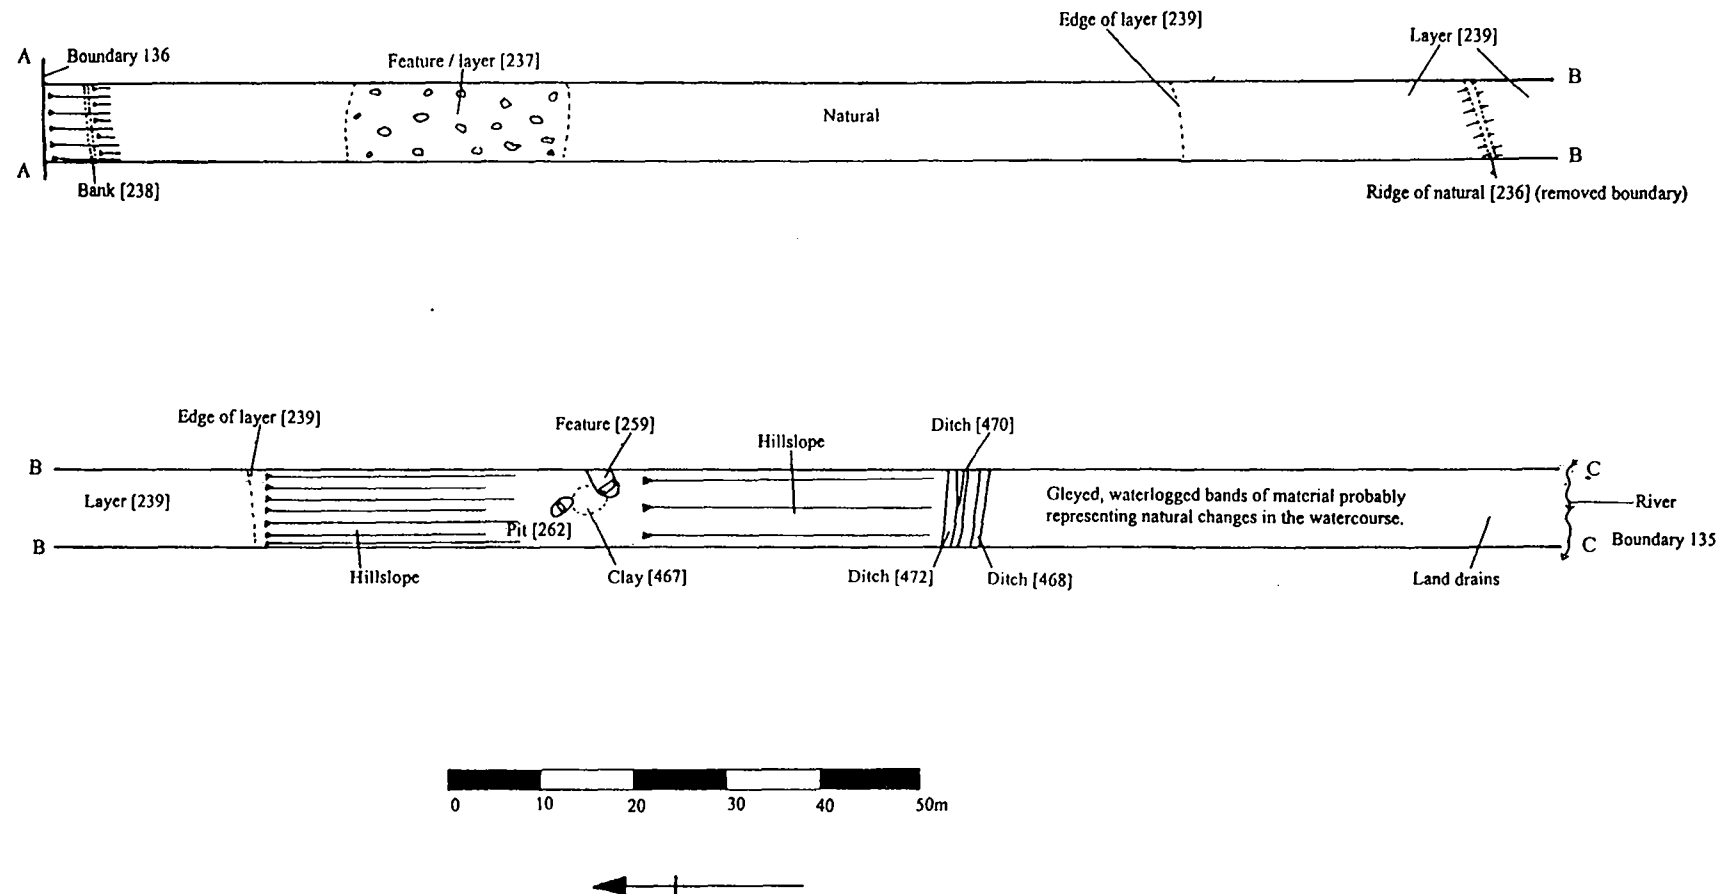 Edge of layer [239]
Layer [239]
A
Boundary 136
Feature / layer [237]
B
Natural
A
B
Bank [238]
Ridge of natural [236] (removed boundary)
Edge of layer [239]
Feature [259]
Ditch [470]
Hillslope
B
C
Layer [239]
Gleyed, waterlogged bands of material probably
representing natural changes in the watercourse.
River
Pit [262]
B
C
Boundary 135
Hillslope
Clay [467]
Ditch [472]
Ditch [468]
Land drains
0
10
20
30
40
50m